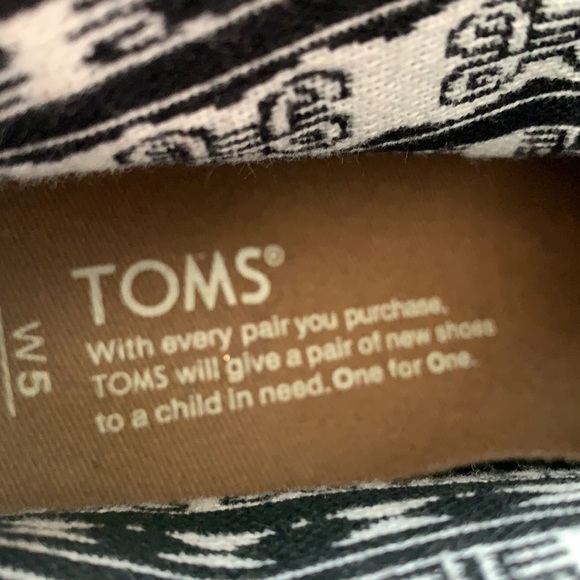 TOMS®
With every pair you purchase,
TOMS will give a pair of new shoes
to a child in need. One for One.
W5